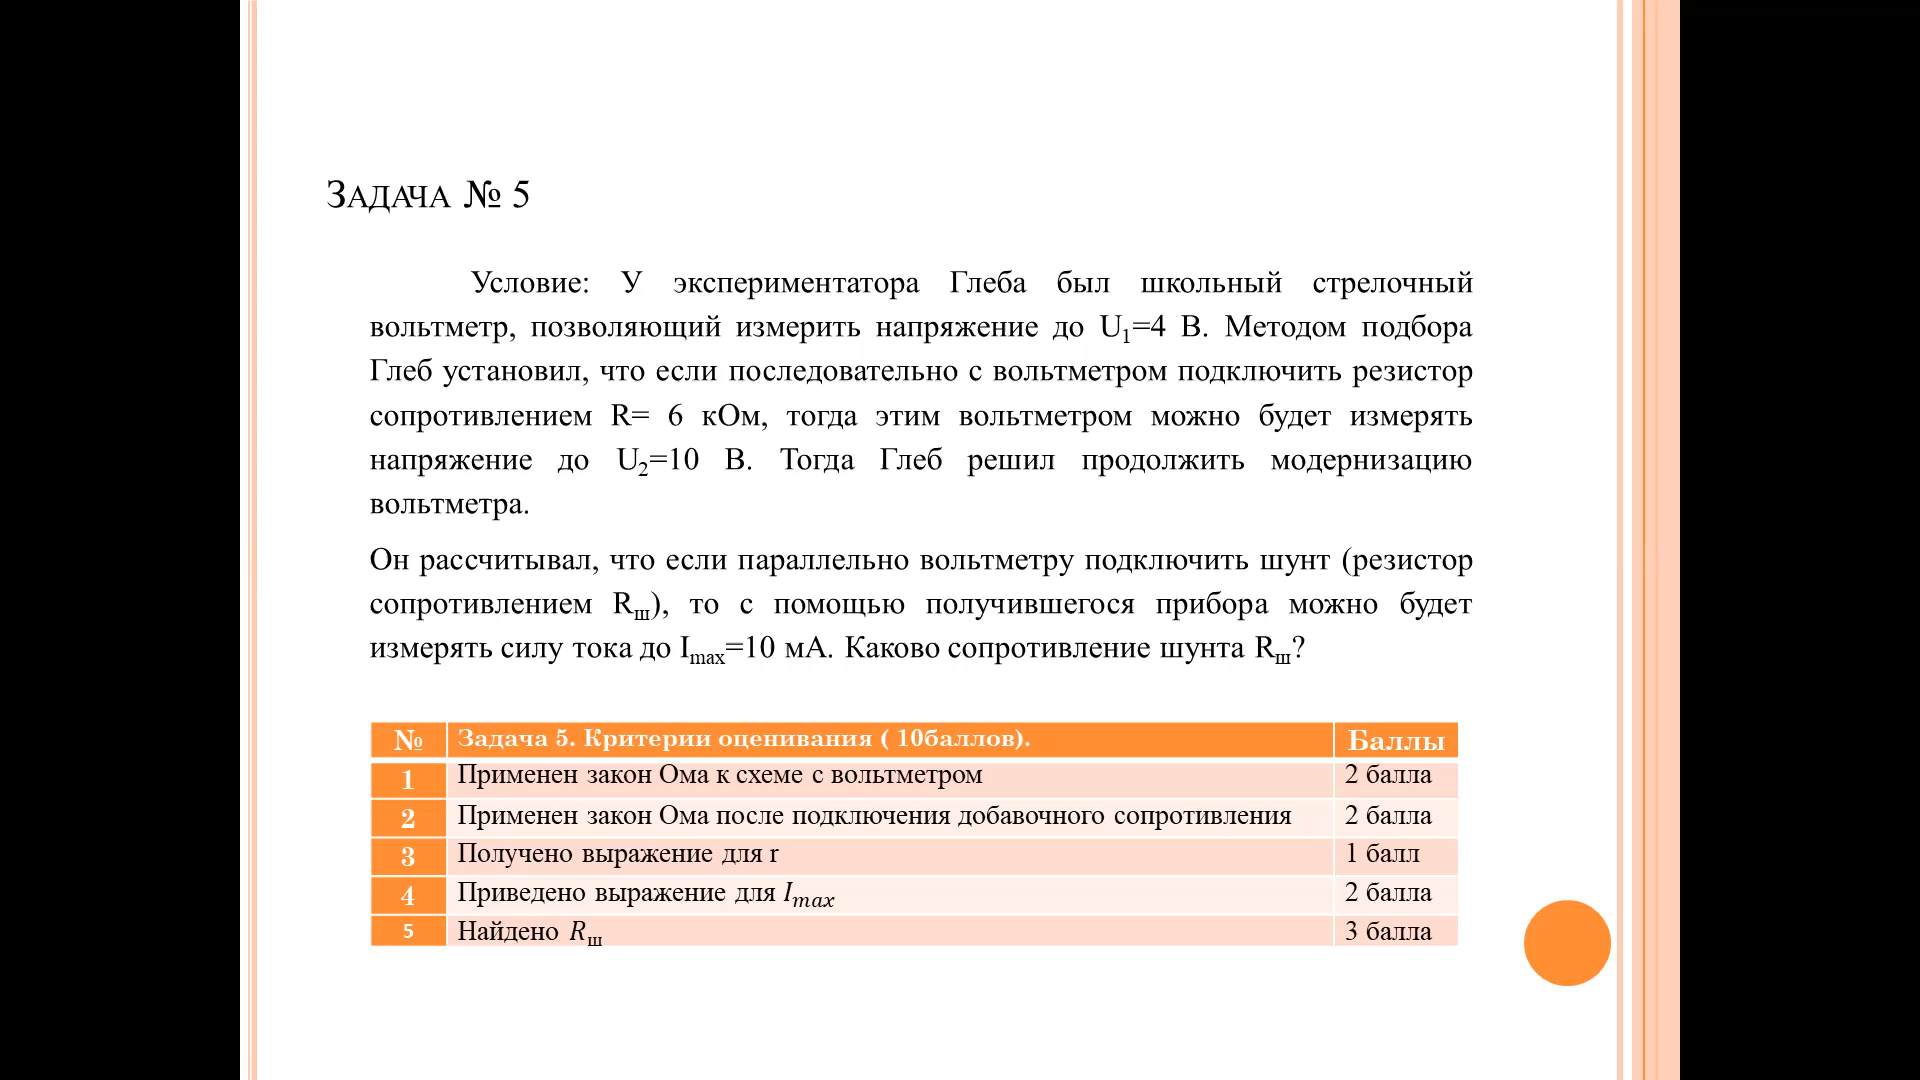 Задача № 5
Условие: У экспериментатора Глеба был школьный стрелочный
вольтметр, позволяющий измерить напряжение до U₁=4 В. Методом подбора
Глеб установил, что если последовательно с вольтметром подключить резистор
сопротивлением R= 6 кОм, тогда этим вольтметром можно будет измерять
напряжение до U₂=10 В. Тогда Глеб решил продолжить модернизацию
вольтметра.
Он рассчитывал, что если параллельно вольтметру подключить шунт (резистор
сопротивлением Rш), то с помощью получившегося прибора можно будет
измерять силу тока до Imax=10 мА. Каково сопротивление шунта Rш?
№ Задача 5. Критерии оценивания ( 10баллов). Баллы
1 Применен закон Ома к схеме с вольтметром 2 балла
2 Применен закон Ома после подключения добавочного сопротивления 2 балла
3 Получено выражение для r 1 балл
4 Приведено выражение для Imax 2 балла
5 Найдено Rш 3 балла